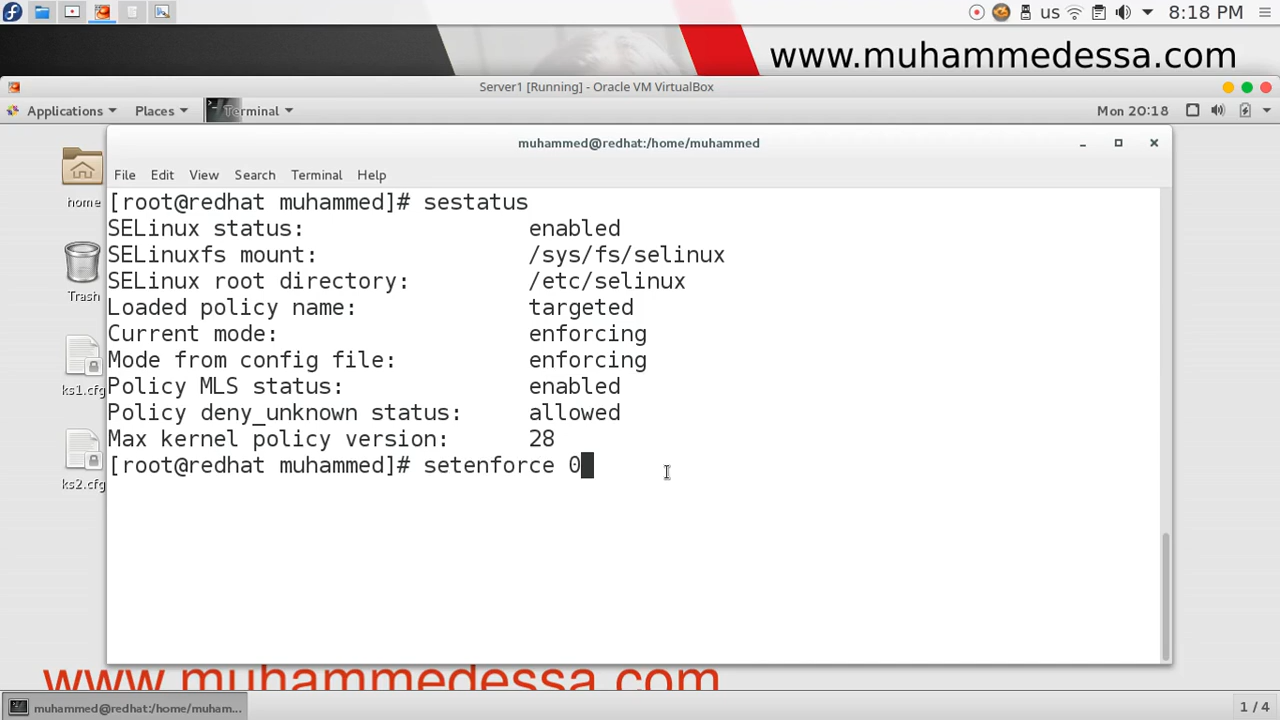 us
8:18 PM
www.muhammedessa.com
Server1 [Running] - Oracle VM VirtualBox
Applications
Places
Terminal
Mon 20:18
muhammed@redhat:/home/muhammed
File Edit View Search Terminal Help
[root@redhat muhammed]# sestatus
SELinux status: enabled
SELinuxfs mount: /sys/fs/selinux
SELinux root directory: /etc/selinux
Loaded policy name: targeted
Current mode: enforcing
Mode from config file: enforcing
Policy MLS status: enabled
Policy deny_unknown status: allowed
Max kernel policy version: 28
[root@redhat muhammed]# setenforce 0
home
Trash
ks1.cfg
ks2.cfg
www.muhammedessa.com
muhammed@redhat:/home/muham...
1 / 4